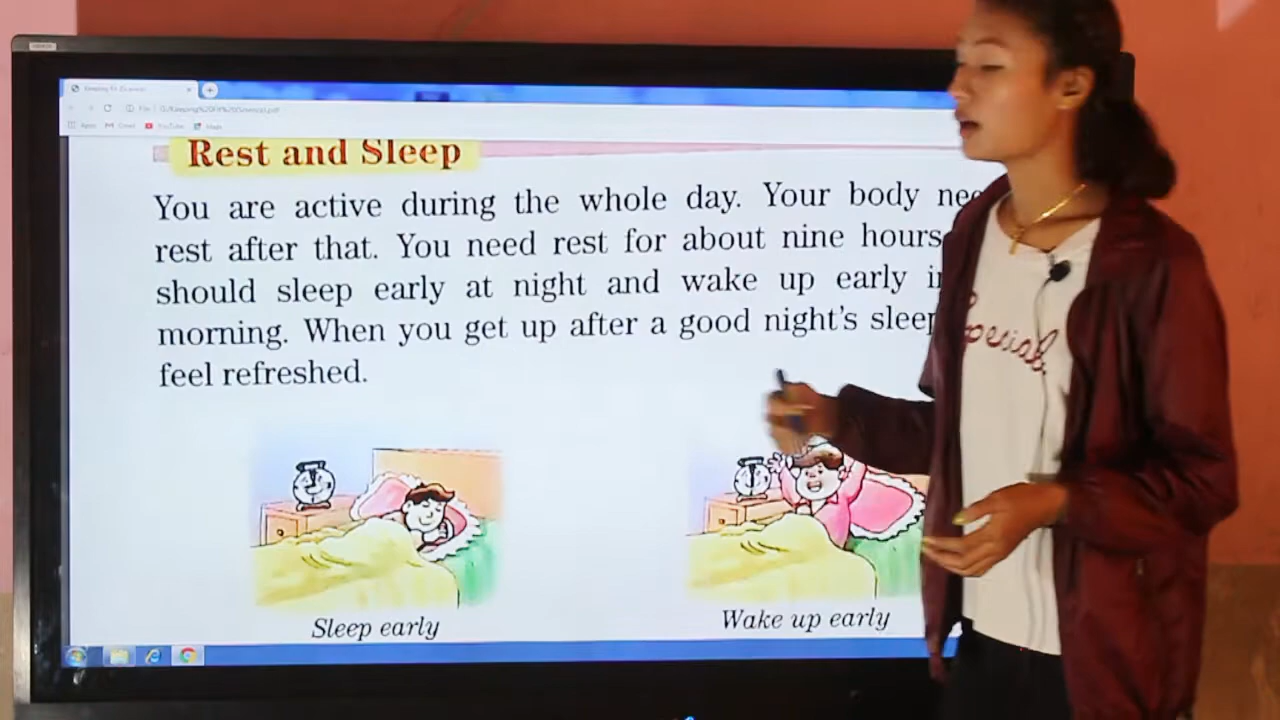 Rest and Sleep
You are active during the whole day. Your body
rest after that. You need rest for about nine hours
should sleep early at night and wake up early
morning. When you get up after a good night's sleep
feel refreshed.
Sleep early
Wake up early
Special